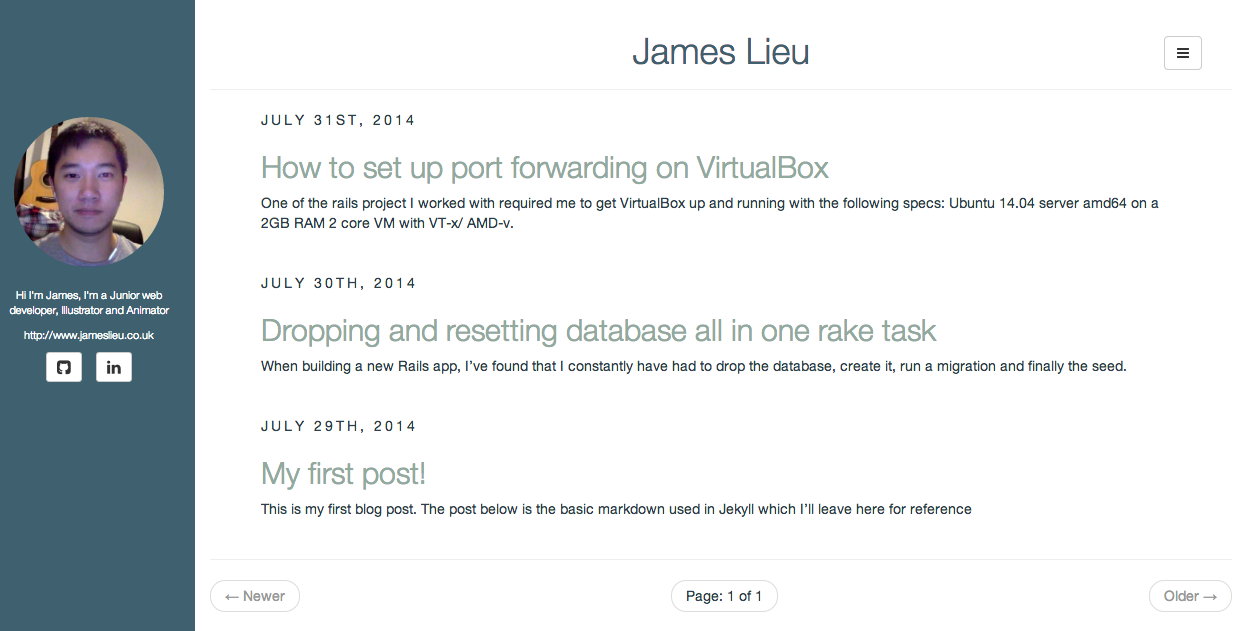 James Lieu
Hi I'm James, I'm a Junior web
developer, Illustrator and Animator
http://www.jameslieu.co.uk
in
JULY 31ST, 2014
How to set up port forwarding on VirtualBox
One of the rails project I worked with required me to get VirtualBox up and running with the following specs: Ubuntu 14.04 server amd64 on a
2GB RAM 2 core VM with VT-x/ AMD-v.
JULY 30TH, 2014
Dropping and resetting database all in one rake task
When building a new Rails app, I’ve found that I constantly have had to drop the database, create it, run a migration and finally the seed.
JULY 29TH, 2014
My first post!
This is my first blog post. The post below is the basic markdown used in Jekyll which I’ll leave here for reference
← Newer
Page: 1 of 1
Older →